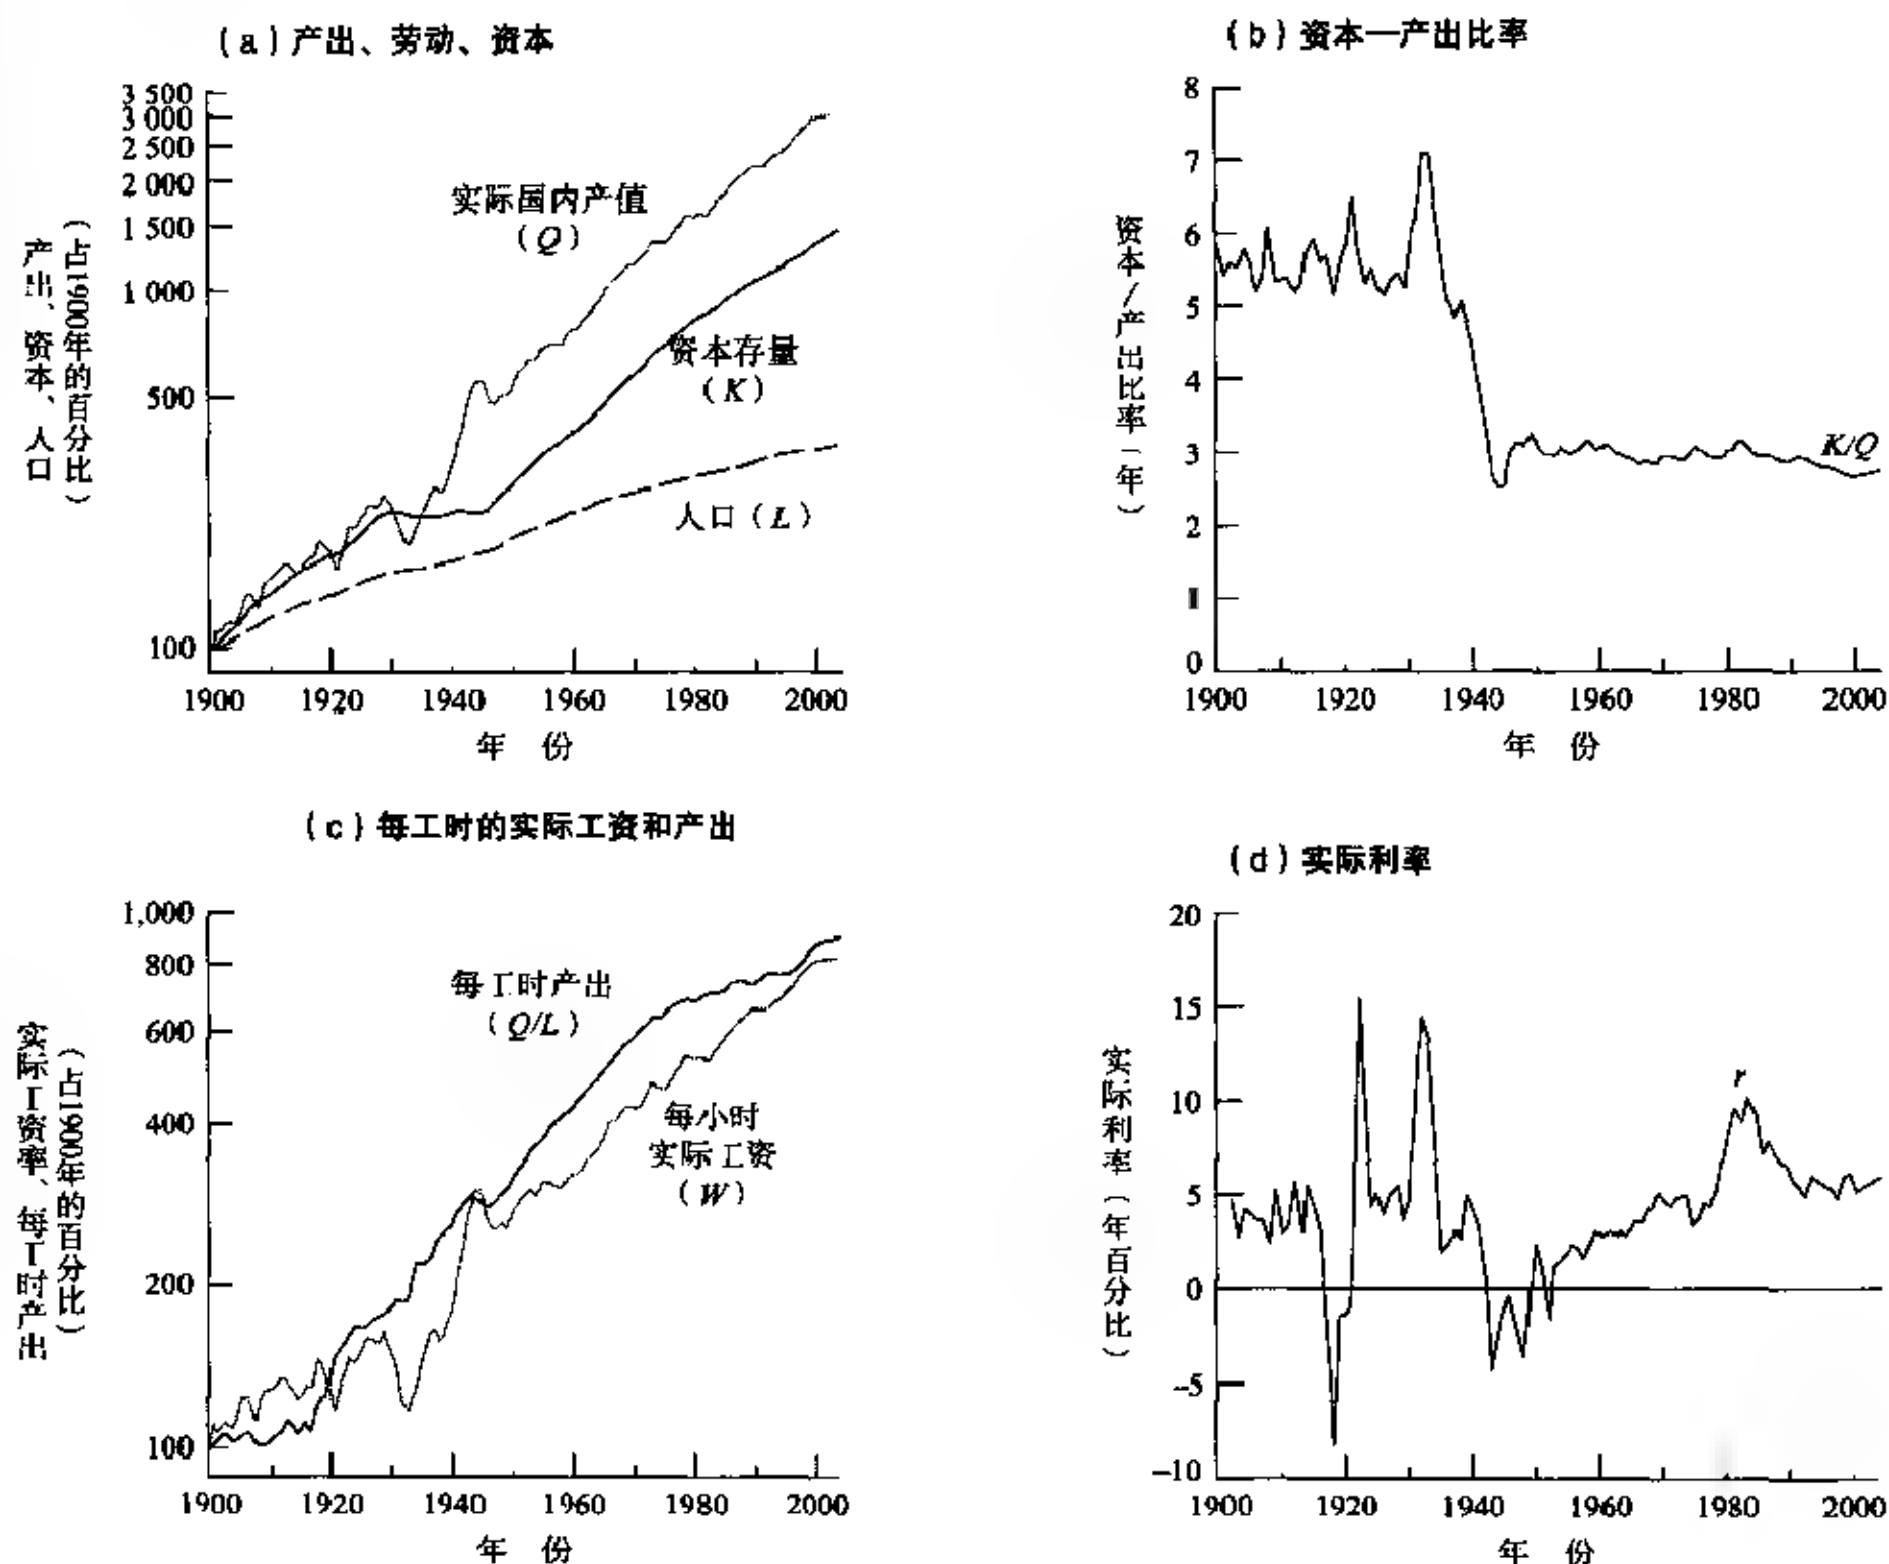 （a）产出、劳动、资本
产出、资本、人口
（占1900年的百分比）
3 500
3 000
2 500
2 000
1 500
1 000
500
100
实际国内产值
（Q）
资本存量
（K）
人口（L）
1900 1920 1940 1960 1980 2000
年 份
（b）资本—产出比率
资本/产出比率（年）
8
7
6
5
4
3
2
1
0
K/Q
1900 1920 1940 1960 1980 2000
年 份
（c）每工时的实际工资和产出
实际工资率、每工时产出
（占1900年的百分比）
1,000
800
600
400
200
100
每工时产出
（Q/L）
每小时
实际工资
（W）
1900 1920 1940 1960 1980 2000
年 份
（d）实际利率
实际利率（年百分比）
20
15
10
5
0
-5
-10
r
1900 1920 1940 1960 1980 2000
年 份